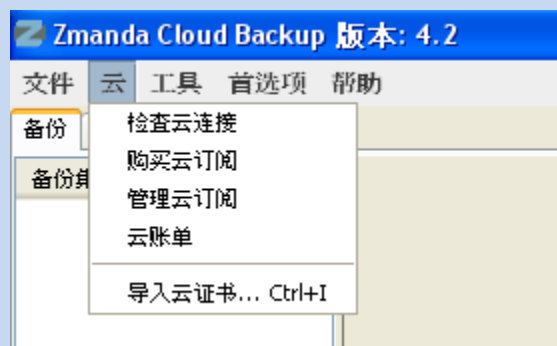 Zmanda Cloud Backup 版本: 4.2
文件 云 工具 首选项 帮助
备份
检查云连接
备份集
购买云订阅
管理云订阅
云账单
导入云证书... Ctrl+I